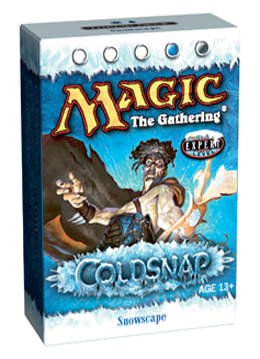 MAGIC
The Gathering®
EXPERT
LEVEL
COLDSNAP
AGE 13+
Snowscape